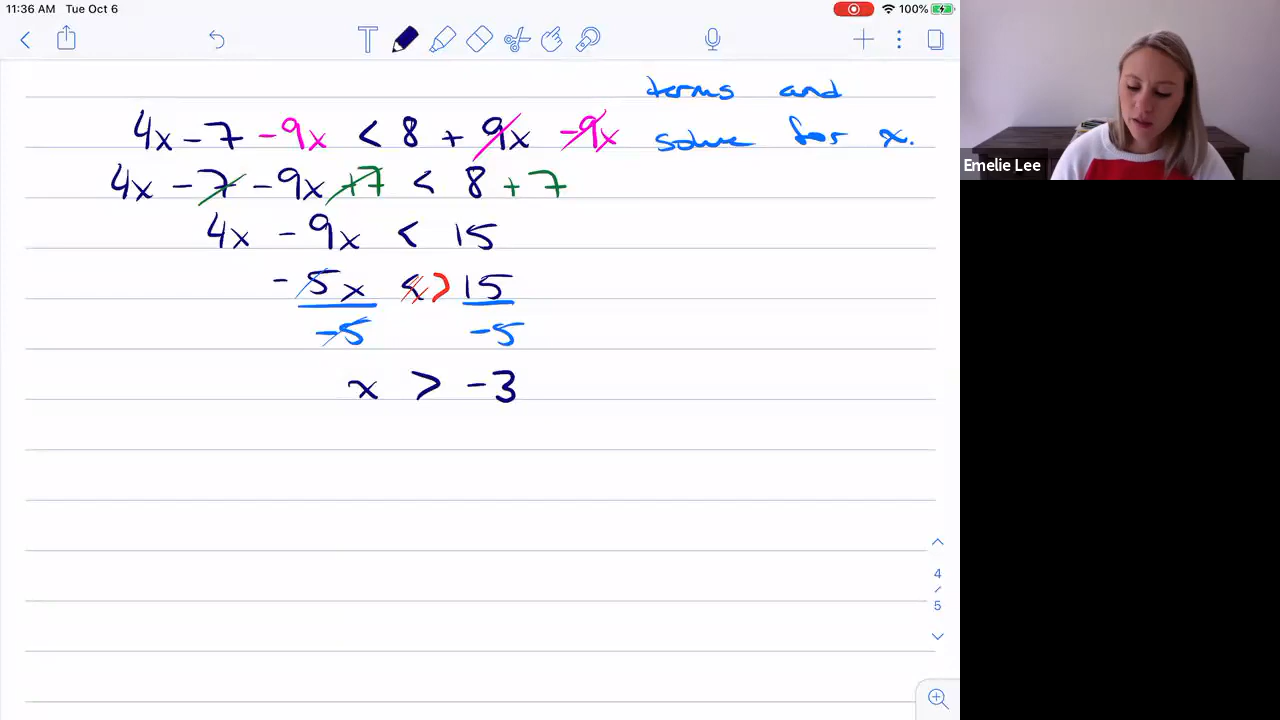 11:36 AM Tue Oct 6
100%
terms and
4x - 7 - 9x < 8 + 9x - 9x
solve for x.
Emelie Lee
4x - 7 - 9x + 7 < 8 + 7
4x - 9x < 15
- 5x < > 15
-5 -5
x > -3
4
/
5